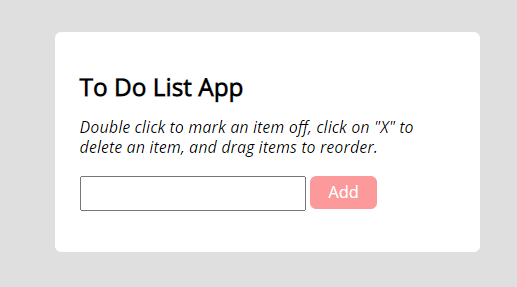 To Do List App
Double click to mark an item off, click on "X" to
delete an item, and drag items to reorder.
Add